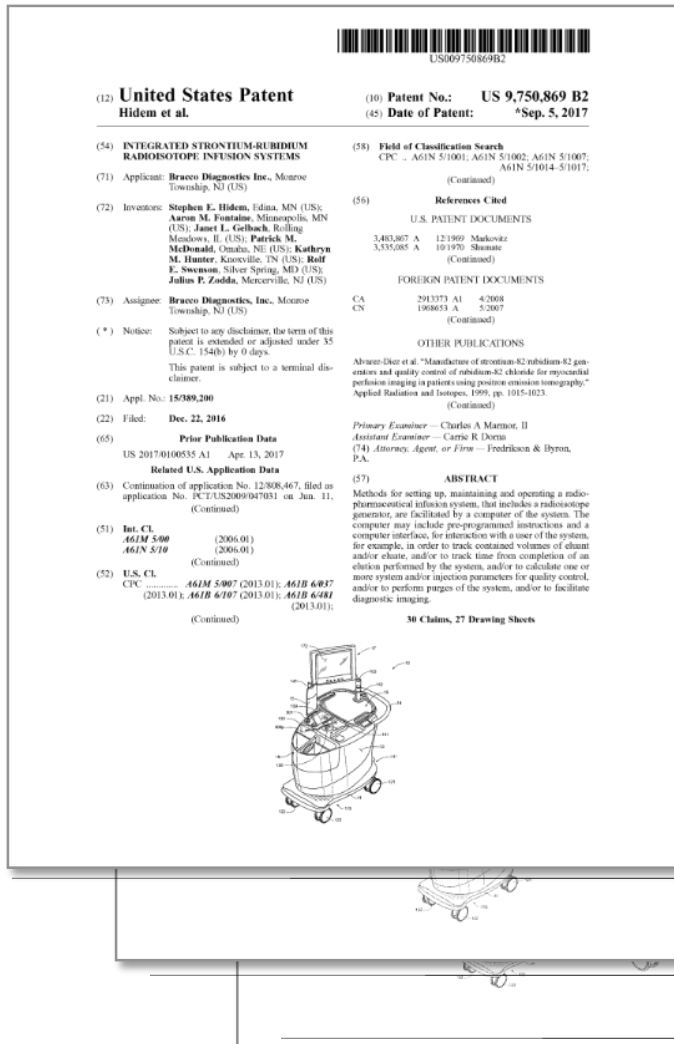 US009750869B2
(12) United States Patent
Hidem et al.
(10) Patent No.: US 9,750,869 B2
(45) Date of Patent: *Sep. 5, 2017
(54) INTEGRATED STRONTIUM-RUBIDIUM
RADIOISOTOPE INFUSION SYSTEMS
(71) Applicant: Bracco Diagnostics Inc., Monroe
Township, NJ (US)
(72) Inventors: Stephen E. Hidem, Edina, MN (US);
Aaron M. Fontaine, Minneapolis, MN
(US); Janet L. Gelbach, Rolling
Meadows, IL (US); Patrick M.
McDonald, Omaha, NE (US); Kathryn
M. Hunter, Knoxville, TN (US); Rolf
E. Swenson, Silver Spring, MD (US);
Julius P. Zodda, Mercerville, NJ (US)
(73) Assignee: Bracco Diagnostics, Inc., Monroe
Township, NJ (US)
( * ) Notice: Subject to any disclaimer, the term of this
patent is extended or adjusted under 35
U.S.C. 154(b) by 0 days.
This patent is subject to a terminal dis-
claimer.
(21) Appl. No.: 15/389,200
(22) Filed: Dec. 22, 2016
(65) Prior Publication Data
US 2017/0100535 A1 Apr. 13, 2017
Related U.S. Application Data
(63) Continuation of application No. 12/808,467, filed as
application No. PCT/US2009/047031 on Jun. 11,
(Continued)
(51) Int. Cl.
A61M 5/00 (2006.01)
A61N 5/10 (2006.01)
(Continued)
(52) U.S. Cl.
CPC ............ A61M 5/007 (2013.01); A61B 6/037
(2013.01); A61B 6/107 (2013.01); A61B 6/481
(2013.01);
(Continued)
(58) Field of Classification Search
CPC .. A61N 5/1001; A61N 5/1002; A61N 5/1007;
A61N 5/1014-5/1017;
(Continued)
(56) References Cited
U.S. PATENT DOCUMENTS
3,483,867 A 12/1969 Markovitz
3,535,085 A 10/1970 Shumate
(Continued)
FOREIGN PATENT DOCUMENTS
CA 2913373 A1 4/2008
CN 1968653 A 5/2007
(Continued)
OTHER PUBLICATIONS
Alvarez-Diez et al. "Manufacture of strontium-82/rubidium-82 gen-
erators and quality control of rubidium-82 chloride for myocardial
perfusion imaging in patients using positron emission tomography."
Applied Radiation and Isotopes, 1999, pp. 1015-1023.
(Continued)
Primary Examiner — Charles A Marmor, II
Assistant Examiner — Carrie R Dorna
(74) Attorney, Agent, or Firm — Fredrikson & Byron,
P.A.
(57) ABSTRACT
Methods for setting up, maintaining and operating a radio-
pharmaceutical infusion system, that includes a radioisotope
generator, are facilitated by a computer of the system. The
computer may include pre-programmed instructions and a
computer interface, for interaction with a user of the system,
for example, in order to track contained volumes of eluant
and/or eluate, and/or to track time from completion of an
elution performed by the system, and/or to calculate one or
more system and/or injection parameters for quality control,
and/or to perform purges of the system, and/or to facilitate
diagnostic imaging.
30 Claims, 27 Drawing Sheets